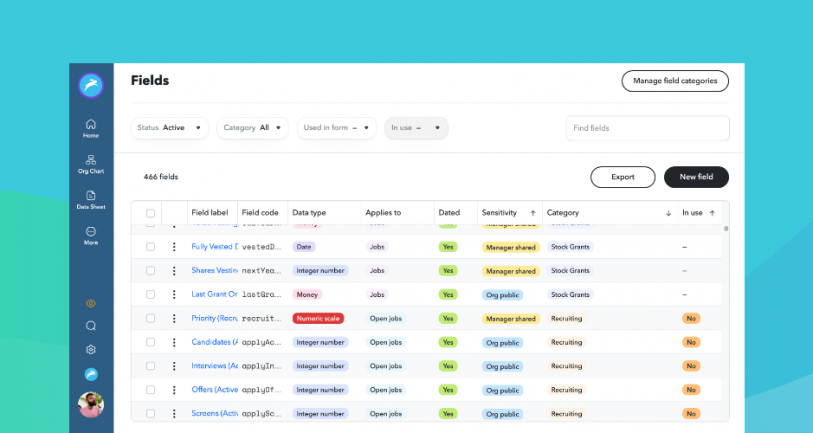 Fields
Manage field categories
Status Active
Category All
Used in form –
In use –
Find fields
Home
Org Chart
Data Sheet
More
466 fields
Export
New field
Field label Field code Data type Applies to Dated Sensitivity Category In use
Manager shared Stock Grants
Fully Vested D vestedD... Date Jobs Yes Manager shared Stock Grants –
Shares Vestin nextYea... Integer number Jobs Yes Manager shared Stock Grants –
Last Grant Or lastGra... Money Jobs Yes Org public Stock Grants –
Priority (Recru recruit... Numeric scale Open jobs Yes Manager shared Recruiting No
Candidates (A applyAc... Integer number Open jobs Yes Org public Recruiting No
Interviews (Ac applyIn... Integer number Open jobs Yes Org public Recruiting No
Offers (Active applyOf... Integer number Open jobs Yes Org public Recruiting No
Screens (Activ applySc... Integer number Open jobs Yes Org public Recruiting No